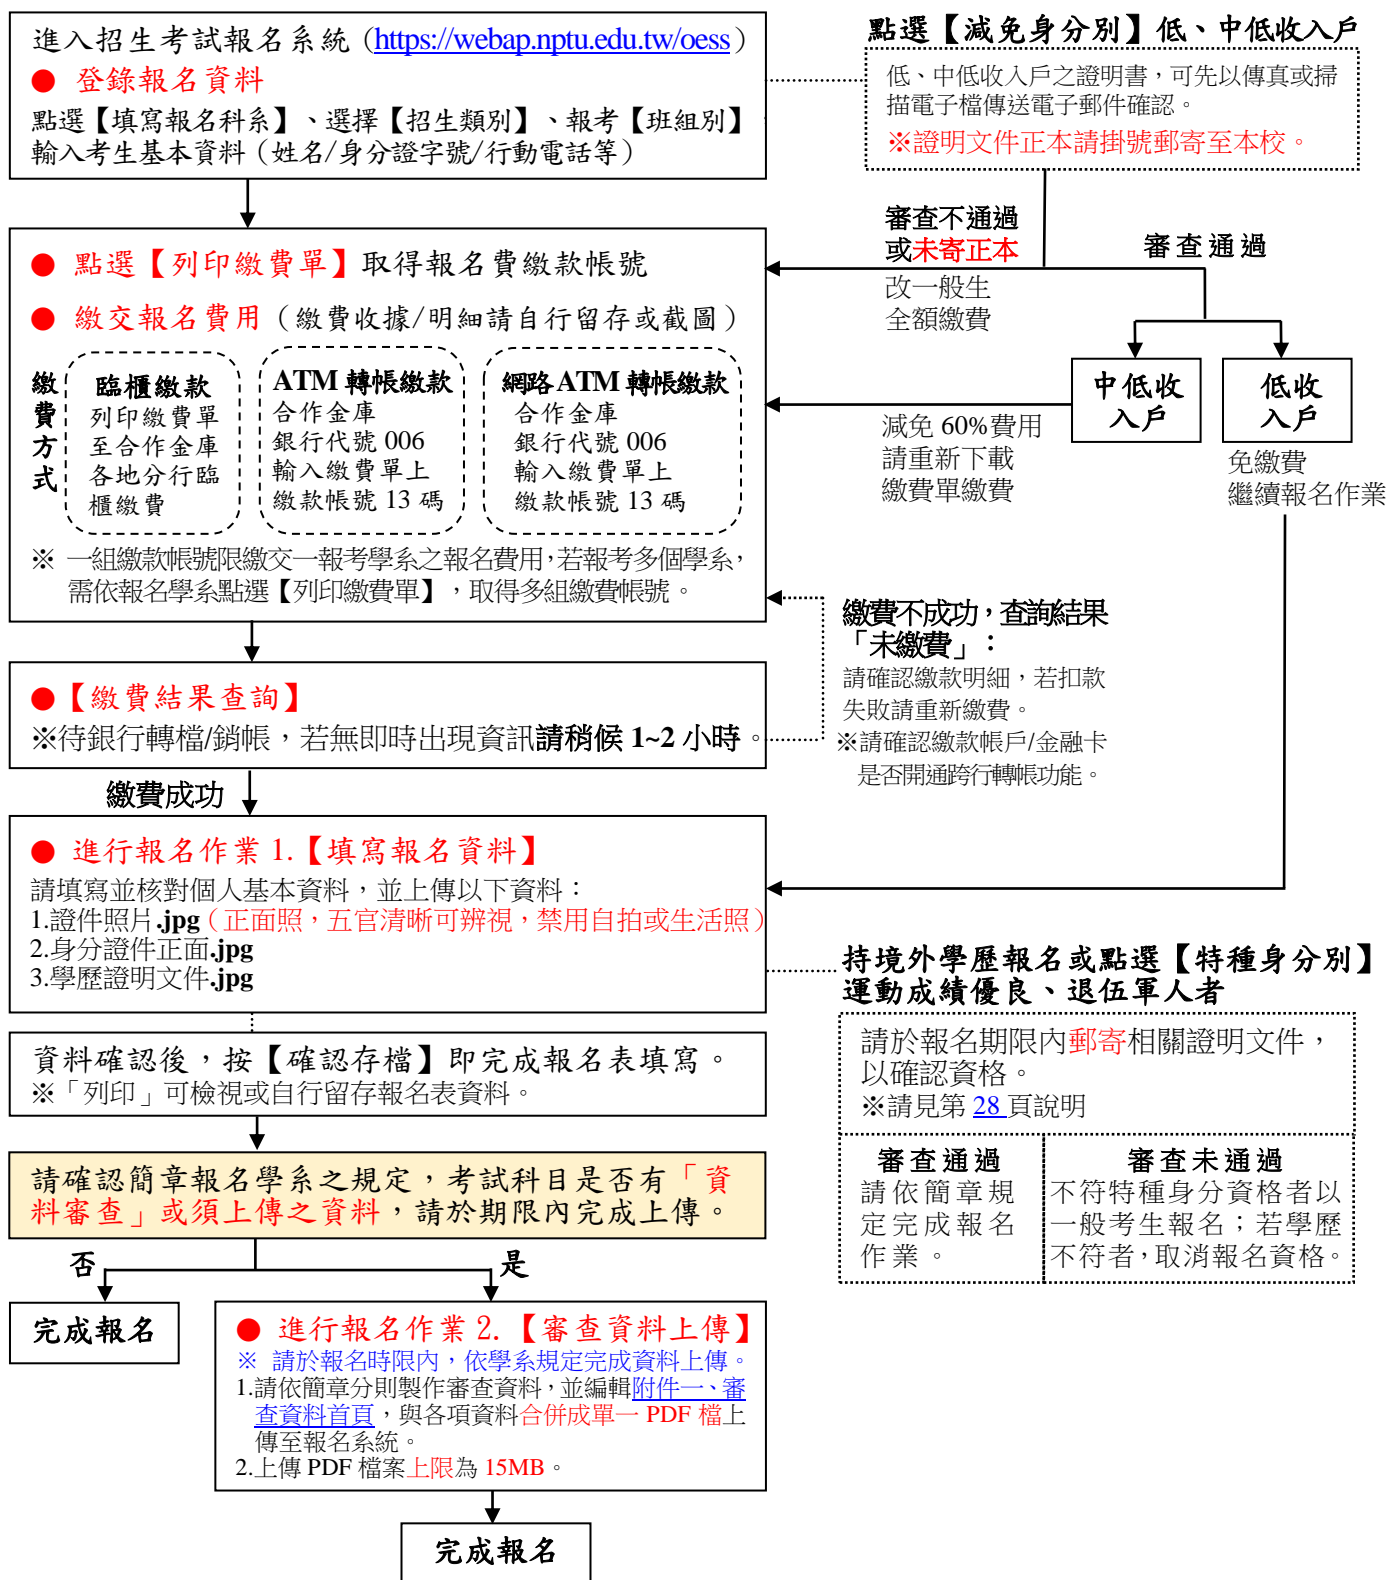 進入招生考試報名系統（https://webap.nptu.edu.tw/oess）
● 登錄報名資料
點選【填寫報名科系】、選擇【招生類別】、報考【班組別】
輸入考生基本資料（姓名/身分證字號/行動電話等）
點選【減免身分別】低、中低收入戶
低、中低收入戶之證明書，可先以傳真或掃
描電子檔傳送電子郵件確認。
※證明文件正本請掛號郵寄至本校。
審查不通過
或未寄正本
改一般生
全額繳費
審查通過
中低收
入戶
低收
入戶
減免 60%費用
請重新下載
繳費單繳費
免繳費
繼續報名作業
● 點選【列印繳費單】取得報名費繳款帳號
● 繳交報名費用（繳費收據/明細請自行留存或截圖）
繳費方式
臨櫃繳款
列印繳費單
至合作金庫
各地分行臨
櫃繳費
ATM 轉帳繳款
合作金庫
銀行代號 006
輸入繳費單上
繳款帳號 13 碼
網路 ATM 轉帳繳款
合作金庫
銀行代號 006
輸入繳費單上
繳款帳號 13 碼
※ 一組繳款帳號限繳交一報考學系之報名費用，若報考多個學系，
需依報名學系點選【列印繳費單】，取得多組繳費帳號。
繳費不成功，查詢結果
「未繳費」：
請確認繳款明細，若扣款
失敗請重新繳費。
※請確認繳款帳戶/金融卡
是否開通跨行轉帳功能。
●【繳費結果查詢】
※待銀行轉檔/銷帳，若無即時出現資訊請稍候 1~2 小時。
繳費成功
● 進行報名作業 1.【填寫報名資料】
請填寫並核對個人基本資料，並上傳以下資料：
1.證件照片.jpg（正面照，五官清晰可辨視，禁用自拍或生活照）
2.身分證件正面.jpg
3.學歷證明文件.jpg
持境外學歷報名或點選【特種身分別】
運動成績優良、退伍軍人者
請於報名期限內郵寄相關證明文件，
以確認資格。
※請見第 28 頁說明
審查通過
請依簡章規
定完成報名
作業。
審查未通過
不符特種身分資格者以
一般考生報名；若學歷
不符者，取消報名資格。
資料確認後，按【確認存檔】即完成報名表填寫。
※「列印」可檢視或自行留存報名表資料。
請確認簡章報名學系之規定，考試科目是否有「資
料審查」或須上傳之資料，請於期限內完成上傳。
否
是
完成報名
● 進行報名作業 2.【審查資料上傳】
※ 請於報名時限內，依學系規定完成資料上傳。
1.請依簡章分則製作審查資料，並編輯附件一、審
查資料首頁，與各項資料合併成單一 PDF 檔上
傳至報名系統。
2.上傳 PDF 檔案上限為 15MB。
完成報名